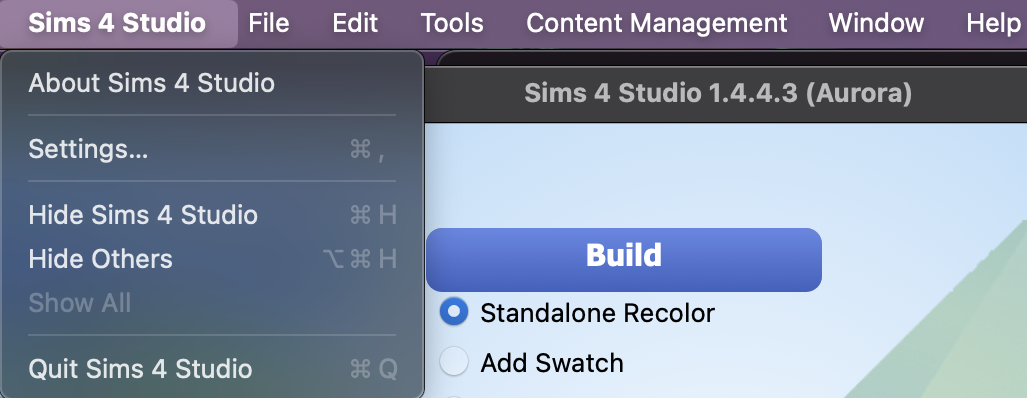 Sims 4 Studio File Edit Tools Content Management Window Help
About Sims 4 Studio
Sims 4 Studio 1.4.4.3 (Aurora)
Settings... ⌘ ,
Hide Sims 4 Studio ⌘ H
Hide Others ⌥ ⌘ H
Show All
Quit Sims 4 Studio ⌘ Q
Build
Standalone Recolor
Add Swatch